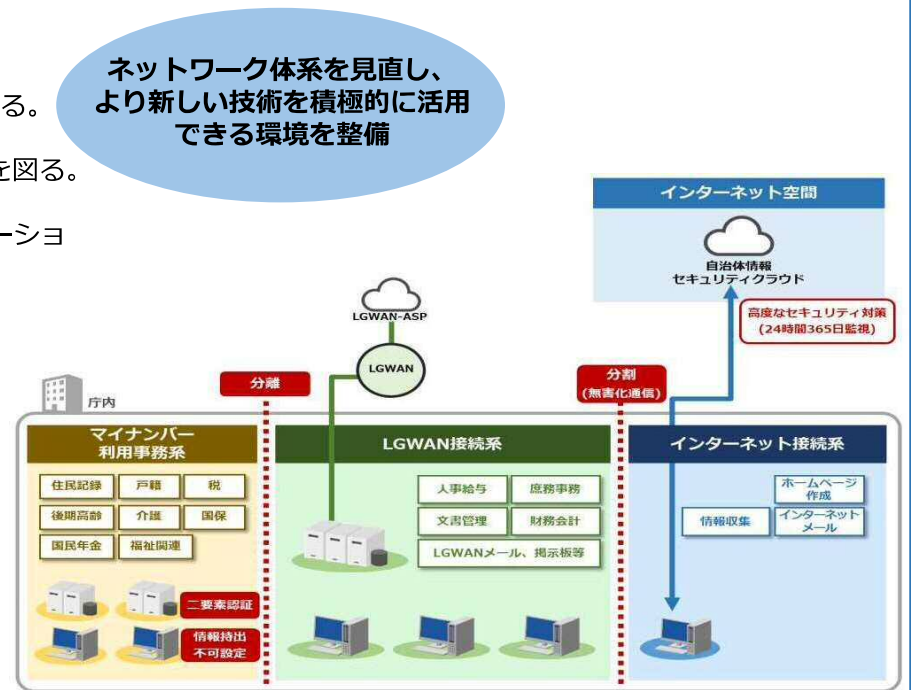 ネットワーク体系を見直し、
より新しい技術を積極的に活用
できる環境を整備
る。
を図る。
ーショ
インターネット空間
自治体情報
セキュリティクラウド
高度なセキュリティ対策
(24時間365日監視)
LGWAN-ASP
LGWAN
分離
分割
(無害化通信)
庁内
マイナンバー
利用事務系
住民記録
戸籍
税
後期高齢
介護
国保
国民年金
福祉関連
二要素認証
情報持出
不可設定
LGWAN接続系
人事給与
庶務事務
文書管理
財務会計
LGWANメール、掲示板等
インターネット接続系
ホームページ
作成
情報収集
インターネット
メール